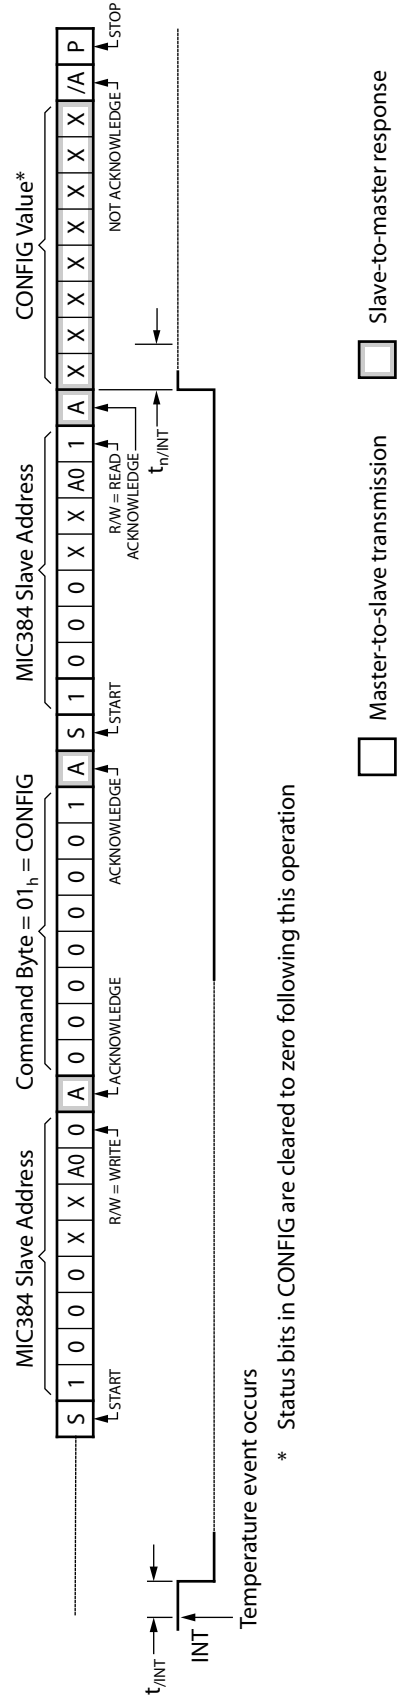 MIC384 Slave Address
Command Byte = 01h = CONFIG
MIC384 Slave Address
CONFIG Value*
S 1 0 0 0 X X A0 0 A 0 0 0 0 0 0 0 1 A S 1 0 0 0 X X A0 1 A X X X X X X X X /A P
START
R/W = WRITE
ACKNOWLEDGE
ACKNOWLEDGE
START
R/W = READ
ACKNOWLEDGE
NOT ACKNOWLEDGE
STOP
t/INT
tn/INT
INT
Temperature event occurs
* Status bits in CONFIG are cleared to zero following this operation
Master-to-slave transmission
Slave-to-master response